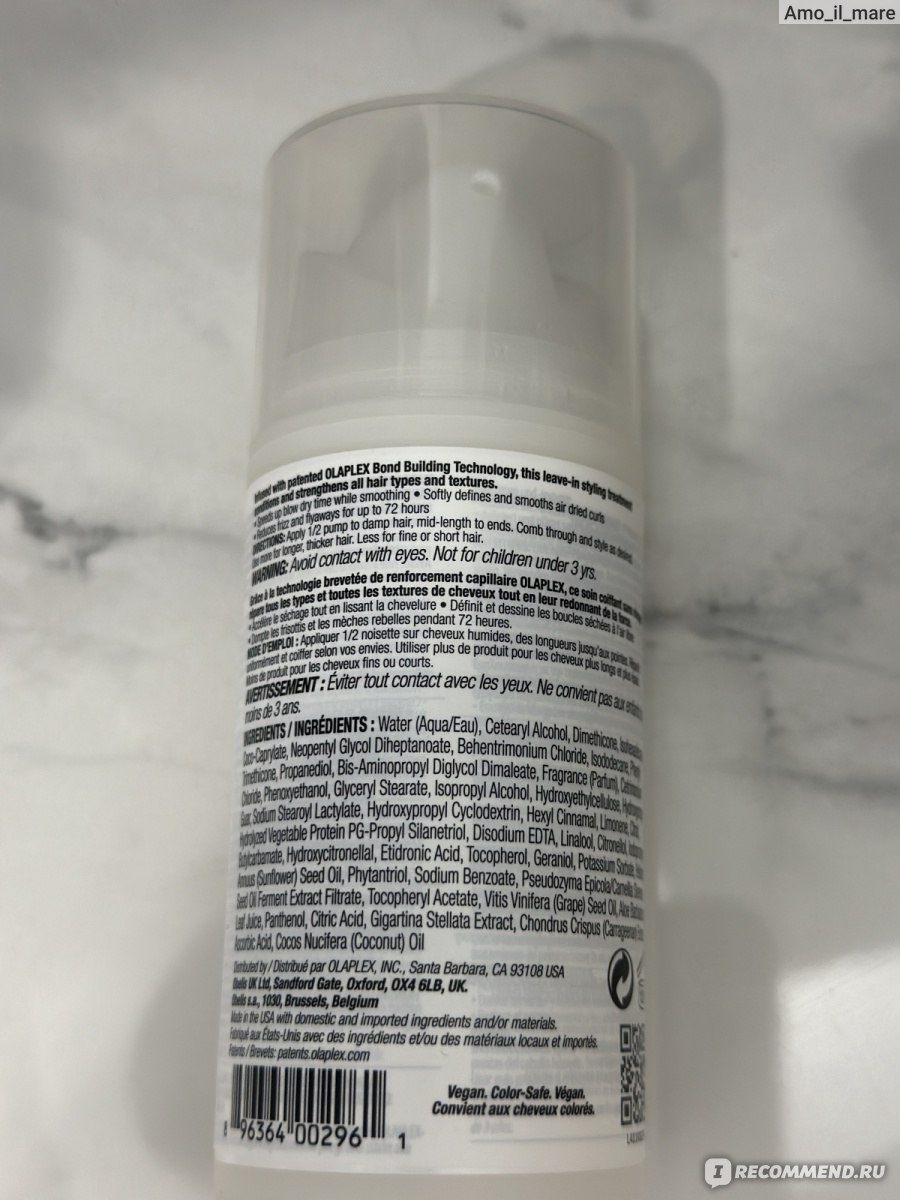 Amo_il_mare
with patented OLAPLEX Bond Building Technology, this leave-in styling treatment
and strengthens all hair types and textures.
• Speeds up blow dry time while smoothing • Softly defines and smooths air dried curls
• Reduces frizz and flyaways for up to 72 hours
DIRECTIONS: Apply 1/2 pump to damp hair, mid-length to ends. Comb through and style as desired.
more for longer, thicker hair. Less for fine or short hair.
WARNING: Avoid contact with eyes. Not for children under 3 yrs.
Grâce à la technologie brevetée de renforcement capillaire OLAPLEX, ce soin coiffant sans
tous les types et toutes les textures de cheveux tout en leur redonnant de la force.
• Accélère le séchage tout en lissant la chevelure • Définit et dessine les boucles séchées à l'air libre
• Dompte les frisottis et les mèches rebelles pendant 72 heures.
MODE D'EMPLOI : Appliquer 1/2 noisette sur cheveux humides, des longueurs jusqu'aux pointes.
uniformément et coiffer selon vos envies. Utiliser plus de produit pour les cheveux plus longs et plus
Moins de produit pour les cheveux fins ou courts.
AVERTISSEMENT : Éviter tout contact avec les yeux. Ne convient pas aux enfants
moins de 3 ans.
INGREDIENTS / INGRÉDIENTS : Water (Aqua/Eau), Cetearyl Alcohol, Dimethicone,
Coco-Caprylate, Neopentyl Glycol Diheptanoate, Behentrimonium Chloride, Isododecane,
Trimethicone, Propanediol, Bis-Aminopropyl Diglycol Dimaleate, Fragrance (Parfum),
Chloride, Phenoxyethanol, Glyceryl Stearate, Isopropyl Alcohol, Hydroxyethylcellulose,
Guar, Sodium Stearoyl Lactylate, Hydroxypropyl Cyclodextrin, Hexyl Cinnamal, Limonene,
Hydrolyzed Vegetable Protein PG-Propyl Silanetriol, Disodium EDTA, Linalool, Citronellol,
Butylcarbamate, Hydroxycitronellal, Etidronic Acid, Tocopherol, Geraniol, Potassium Sorbate,
Annuus (Sunflower) Seed Oil, Phytantriol, Sodium Benzoate, Pseudozyma Epicola/Camellia
Seed Oil Ferment Extract Filtrate, Tocopheryl Acetate, Vitis Vinifera (Grape) Seed Oil, Aloe
Leaf Juice, Panthenol, Citric Acid, Gigartina Stellata Extract, Chondrus Crispus (Carrageenan)
Ascorbic Acid, Cocos Nucifera (Coconut) Oil
Distributed by / Distribué par OLAPLEX, INC., Santa Barbara, CA 93108 USA
Obelis UK Ltd, Sandford Gate, Oxford, OX4 6LB, UK.
Obelis s.a., 1030, Brussels, Belgium
Made in the USA with domestic and imported ingredients and/or materials.
Fabriqué aux États-Unis avec des ingrédients et/ou des matériaux locaux et importés.
Patents / Brevets: patents.olaplex.com
Vegan. Color-Safe. Végan.
Convient aux cheveux colorés.
8 96364 00296 1
IRECOMMEND.RU